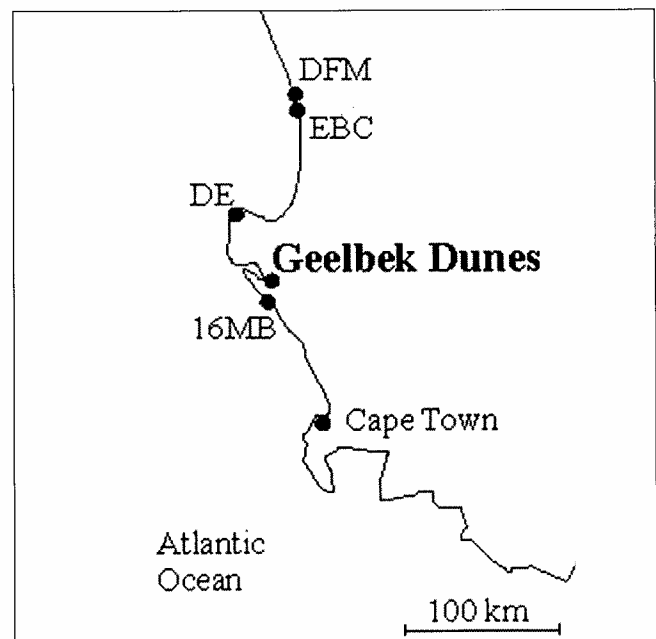 DFM
EBC
DE
Geelbek Dunes
16MB
Cape Town
Atlantic
Ocean
100 km